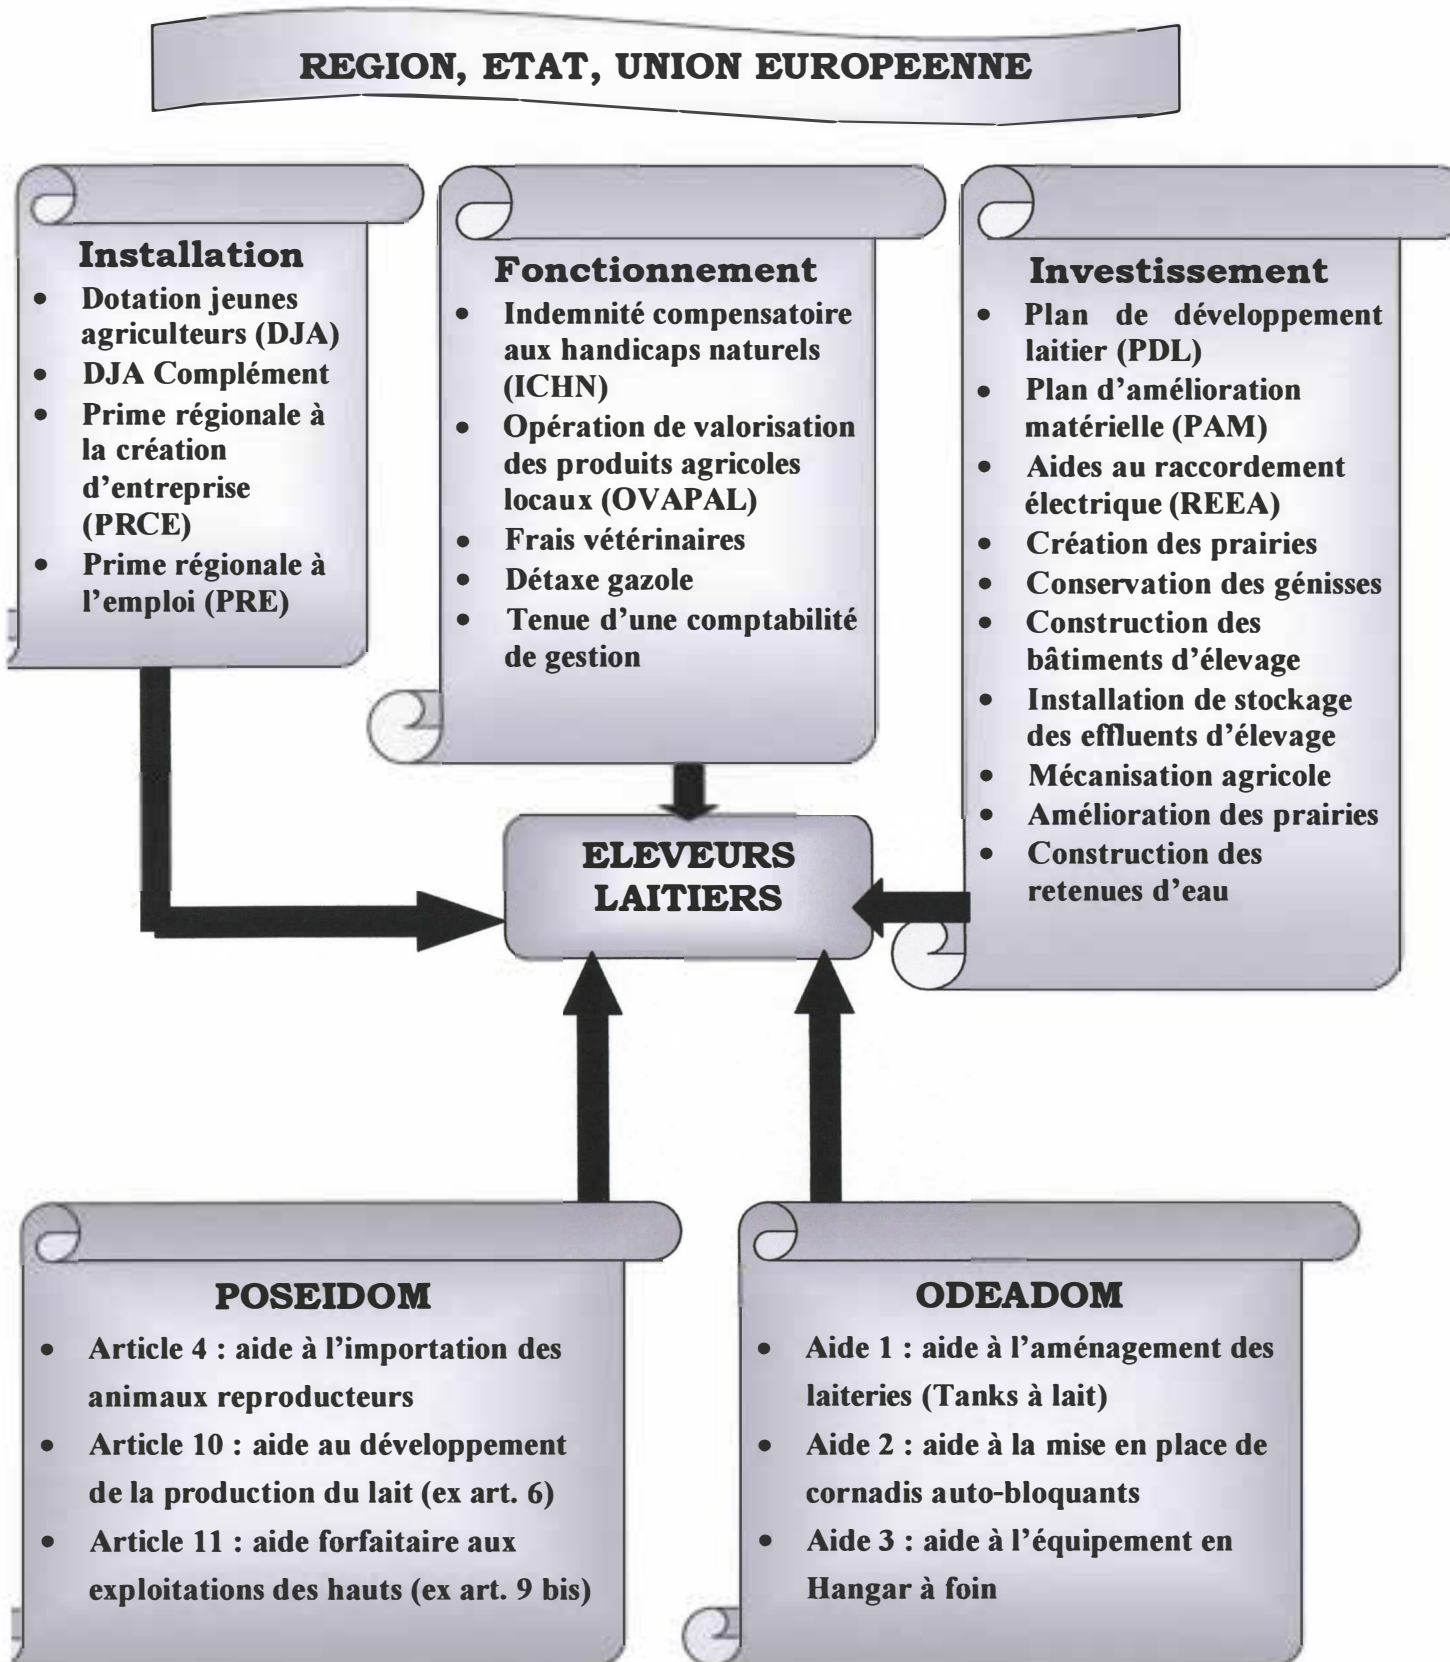 REGION, ETAT, UNION EUROPEENNE
Installation
• Dotation jeunes
agriculteurs (DJA)
• DJA Complément
• Prime régionale à
la création
d'entreprise
(PRCE)
• Prime régionale à
l'emploi (PRE)
Fonctionnement
• Indemnité compensatoire
aux handicaps naturels
(ICHN)
• Opération de valorisation
des produits agricoles
locaux (OVAPAL)
• Frais vétérinaires
• Détaxe gazole
• Tenue d'une comptabilité
de gestion
Investissement
• Plan de développement
laitier (PDL)
• Plan d'amélioration
matérielle (PAM)
• Aides au raccordement
électrique (REEA)
• Création des prairies
• Conservation des génisses
• Construction des
bâtiments d'élevage
• Installation de stockage
des effluents d'élevage
• Mécanisation agricole
• Amélioration des prairies
• Construction des
retenues d'eau
ELEVEURS
LAITIERS
POSEIDOM
• Article 4 : aide à l'importation des
animaux reproducteurs
• Article 10 : aide au développement
de la production du lait (ex art. 6)
• Article 11 : aide forfaitaire aux
exploitations des hauts (ex art. 9 bis)
ODEADOM
• Aide 1 : aide à l'aménagement des
laiteries (Tanks à lait)
• Aide 2 : aide à la mise en place de
cornadis auto-bloquants
• Aide 3 : aide à l'équipement en
Hangar à foin